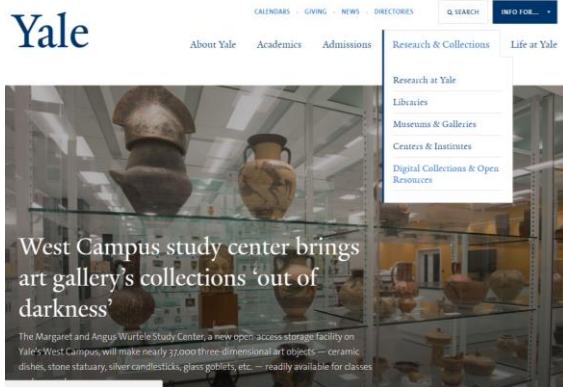 Yale
CALENDARS · GIVING · NEWS · DIRECTORIES
SEARCH
INFO FOR...
About Yale Academics Admissions Research & Collections Life at Yale
Research at Yale
Libraries
Museums & Galleries
Centers & Institutes
Digital Collections & Open
Resources
West Campus study center brings
art gallery's collections 'out of
darkness'
The Margaret and Angus Wurtele Study Center, a new open-access storage facility on
Yale's West Campus, will make nearly 37,000 three-dimensional art objects — ceramic
dishes, stone statuary, silver candlesticks, glass goblets, etc. — readily available for classes